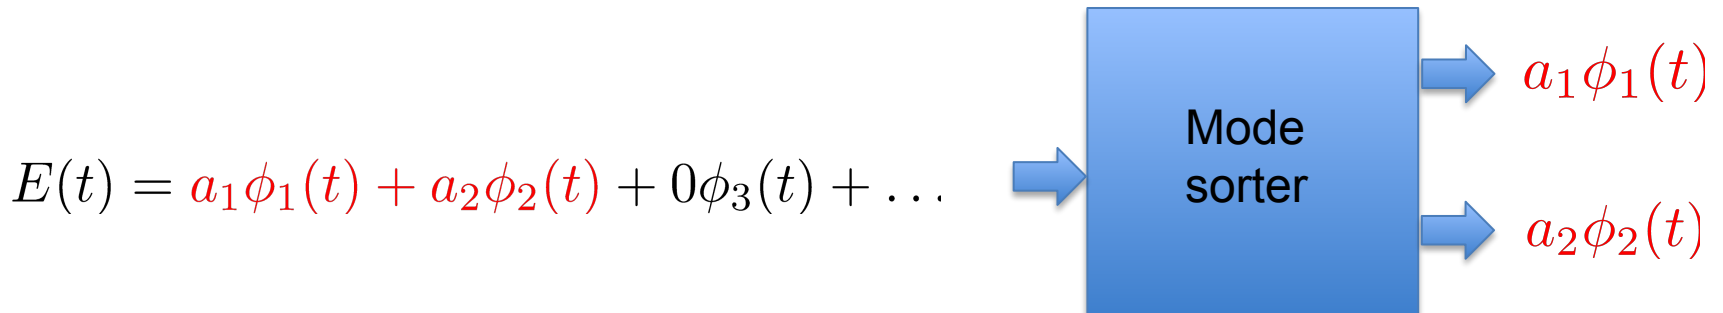 E(t) = a₁ϕ₁(t) + a₂ϕ₂(t) + 0ϕ₃(t) + …
Mode
sorter
a₁ϕ₁(t)
a₂ϕ₂(t)